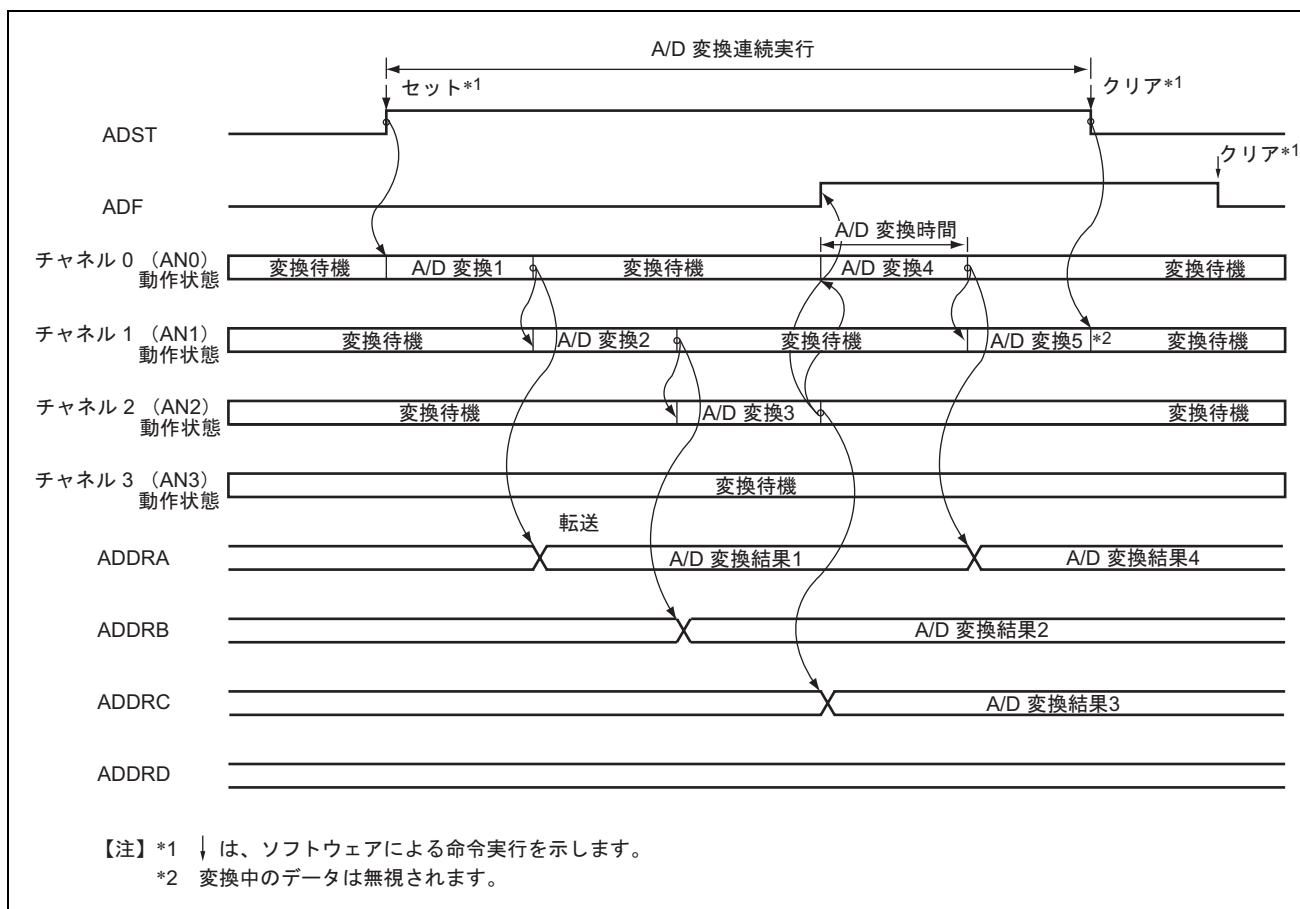 A/D 変換連続実行
セット*1
クリア*1
ADST
クリア*1
ADF
A/D 変換時間
チャネル 0 （AN0）
動作状態
変換待機
A/D 変換1
変換待機
A/D 変換4
変換待機
チャネル 1 （AN1）
動作状態
変換待機
A/D 変換2
変換待機
A/D 変換5
*2
変換待機
チャネル 2 （AN2）
動作状態
変換待機
A/D 変換3
変換待機
チャネル 3 （AN3）
動作状態
変換待機
転送
ADDRA
A/D 変換結果1
A/D 変換結果4
ADDRB
A/D 変換結果2
ADDRC
A/D 変換結果3
ADDRD
【注】*1 ↓ は、ソフトウェアによる命令実行を示します。
*2 変換中のデータは無視されます。